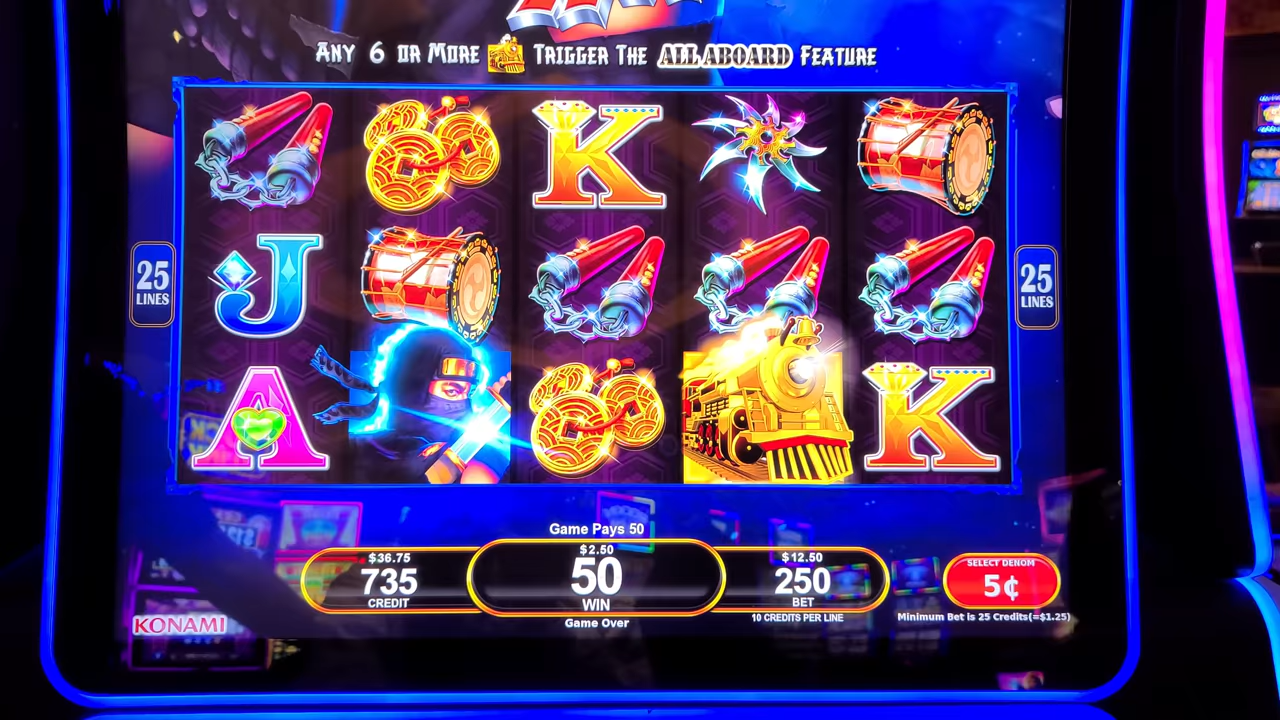 ANY 6 OR MORE TRIGGER THE ALL ABOARD FEATURE
K
25
LINES
J
25
LINES
A
K
Game Pays 50
$36.75
735
CREDIT
$2.50
50
WIN
Game Over
$12.50
250
BET
10 CREDITS PER LINE
SELECT DENOM
5¢
Minimum Bet is 25 Credits(=$1.25)
KONAMI